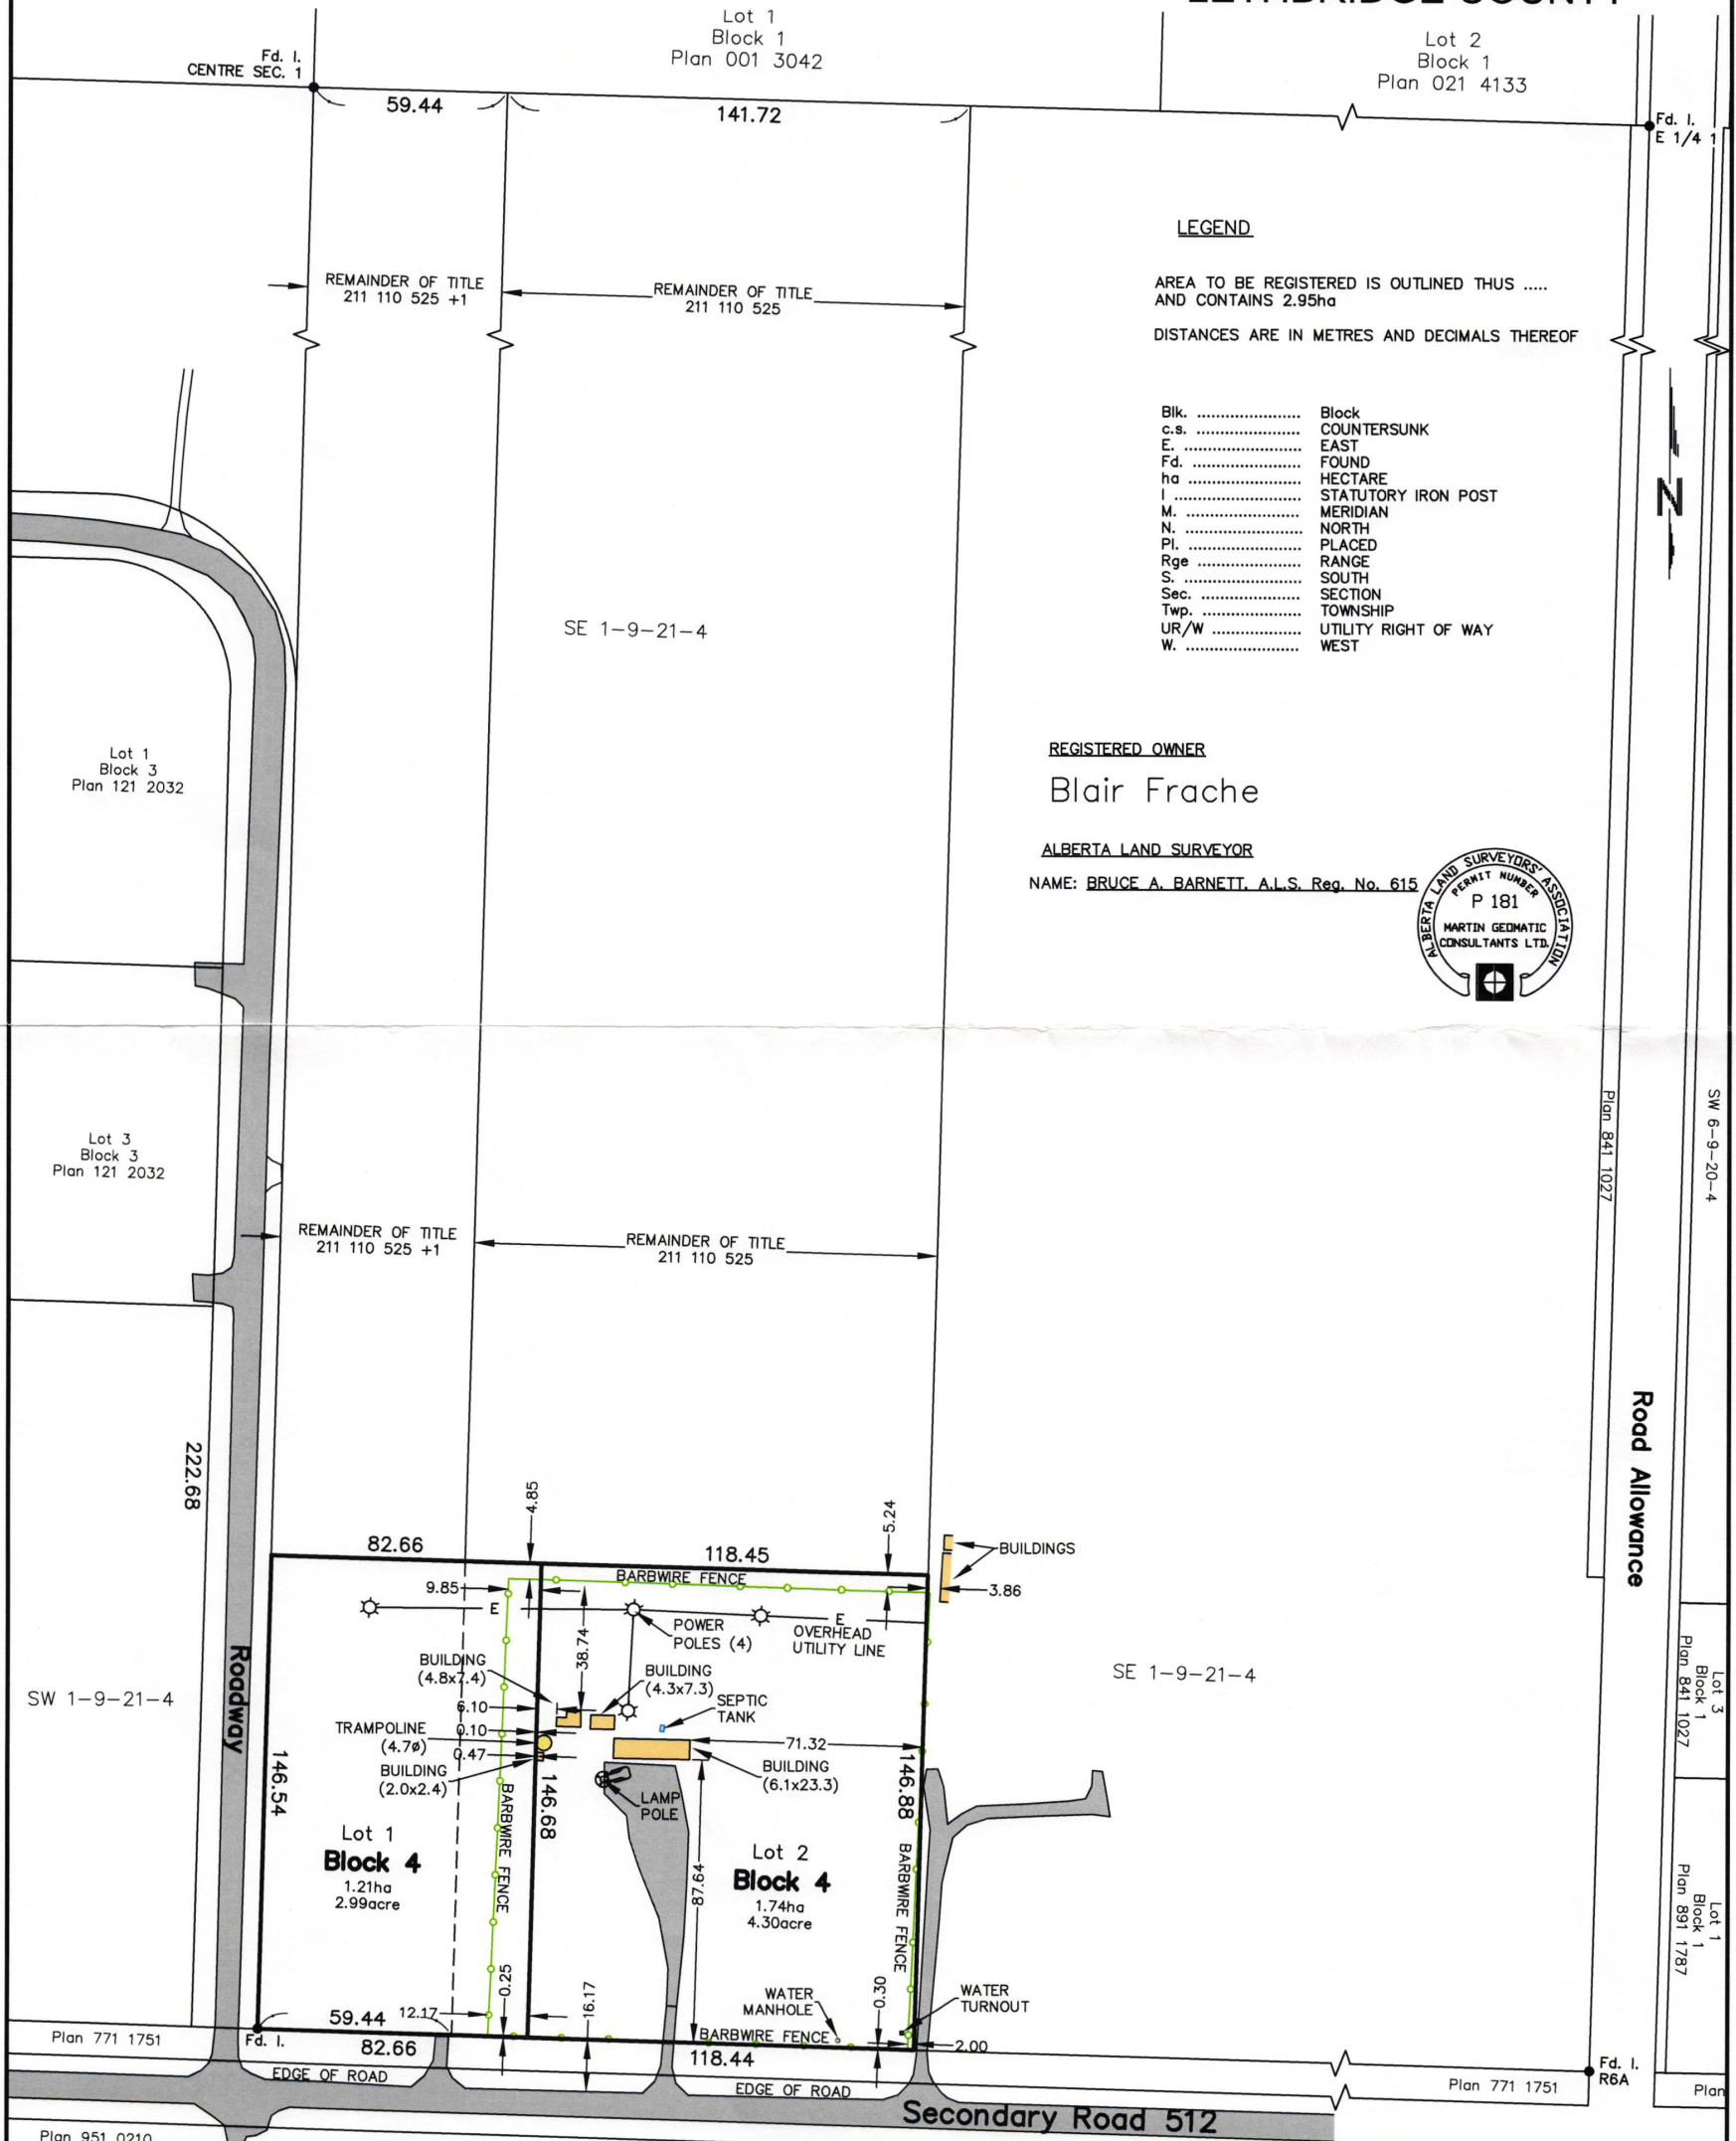 LETHBRIDGE COUNTY
Lot 1
Block 1
Plan 001 3042
Lot 2
Block 1
Plan 021 4133
Fd. I.
CENTRE SEC. 1
59.44
141.72
Fd. I.
E 1/4 1
LEGEND
AREA TO BE REGISTERED IS OUTLINED THUS .....
AND CONTAINS 2.95ha
DISTANCES ARE IN METRES AND DECIMALS THEREOF
REMAINDER OF TITLE
211 110 525 +1
REMAINDER OF TITLE
211 110 525
Blk. ..................... Block
c.s. ..................... COUNTERSUNK
E. ..................... EAST
Fd. ..................... FOUND
ha ..................... HECTARE
I ..................... STATUTORY IRON POST
M. ..................... MERIDIAN
N. ..................... NORTH
Pl. ..................... PLACED
Rge ..................... RANGE
S. ..................... SOUTH
Sec. ..................... SECTION
Twp. ..................... TOWNSHIP
UR/W ..................... UTILITY RIGHT OF WAY
W. ..................... WEST
N
SE 1-9-21-4
REGISTERED OWNER
Blair Frache
ALBERTA LAND SURVEYOR
NAME: BRUCE A. BARNETT, A.L.S. Reg. No. 615
ALBERTA LAND SURVEYORS' ASSOCIATION
PERMIT NUMBER
P 181
MARTIN GEOMATIC
CONSULTANTS LTD.
Lot 1
Block 3
Plan 121 2032
Lot 3
Block 3
Plan 121 2032
Plan 841 1027
SW 6-9-20-4
REMAINDER OF TITLE
211 110 525 +1
REMAINDER OF TITLE
211 110 525
Road Allowance
222.68
4.85
5.24
82.66
118.45
BUILDINGS
BARBWIRE FENCE
9.85
3.86
E
E
POWER
POLES (4)
OVERHEAD
UTILITY LINE
38.74
BUILDING
(4.8x7.4)
BUILDING
(4.3x7.3)
SEPTIC
TANK
6.10
0.10
TRAMPOLINE
(4.7ø)
0.47
BUILDING
(2.0x2.4)
71.32
BUILDING
(6.1x23.3)
LAMP
POLE
SW 1-9-21-4
Roadway
146.54
146.68
146.88
SE 1-9-21-4
Lot 3
Block 1
Plan 841 1027
Lot 1
Block 1
Plan 891 1787
Lot 1
Block 4
1.21ha
2.99acre
BARBWIRE FENCE
87.64
Lot 2
Block 4
1.74ha
4.30acre
BARBWIRE FENCE
0.25
16.17
0.30
WATER
MANHOLE
WATER
TURNOUT
59.44
12.17
BARBWIRE FENCE
2.00
Plan 771 1751
Fd. I.
82.66
118.44
EDGE OF ROAD
EDGE OF ROAD
Fd. I.
R6A
Plan 771 1751
Plan
Secondary Road 512
Plan 951 0210